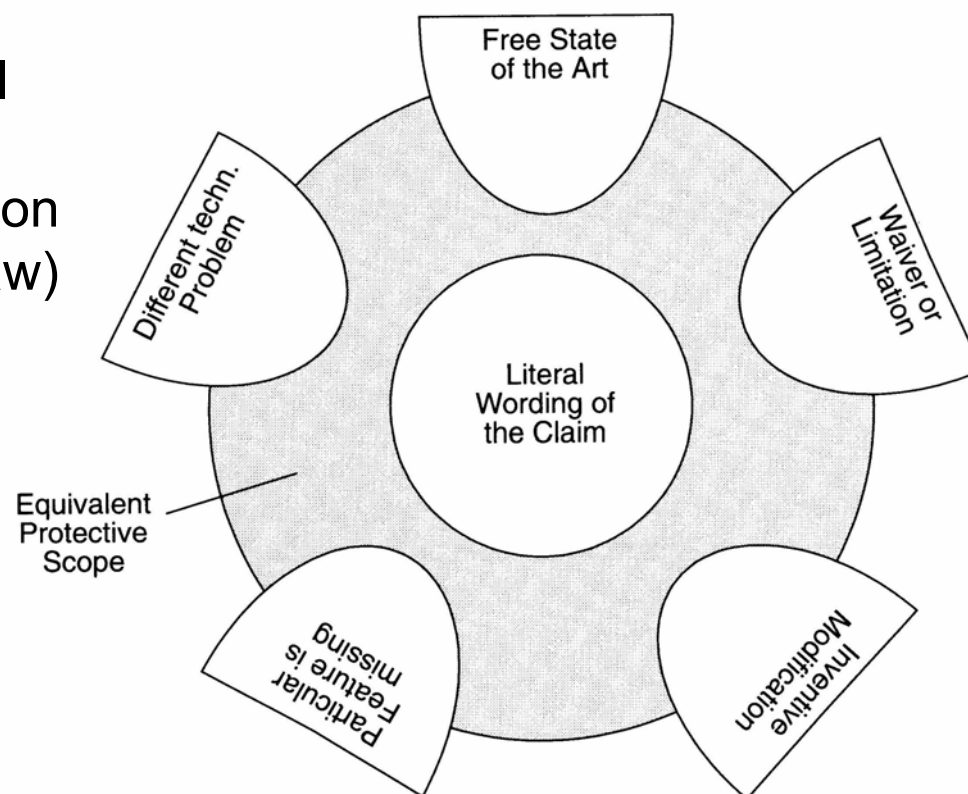 Free State
of the Art
on
w)
Different techn.
Problem
Waiver or
Limitation
Literal
Wording of
the Claim
Equivalent
Protective
Scope
Particular
Feature is
missing
Inventive
Modification